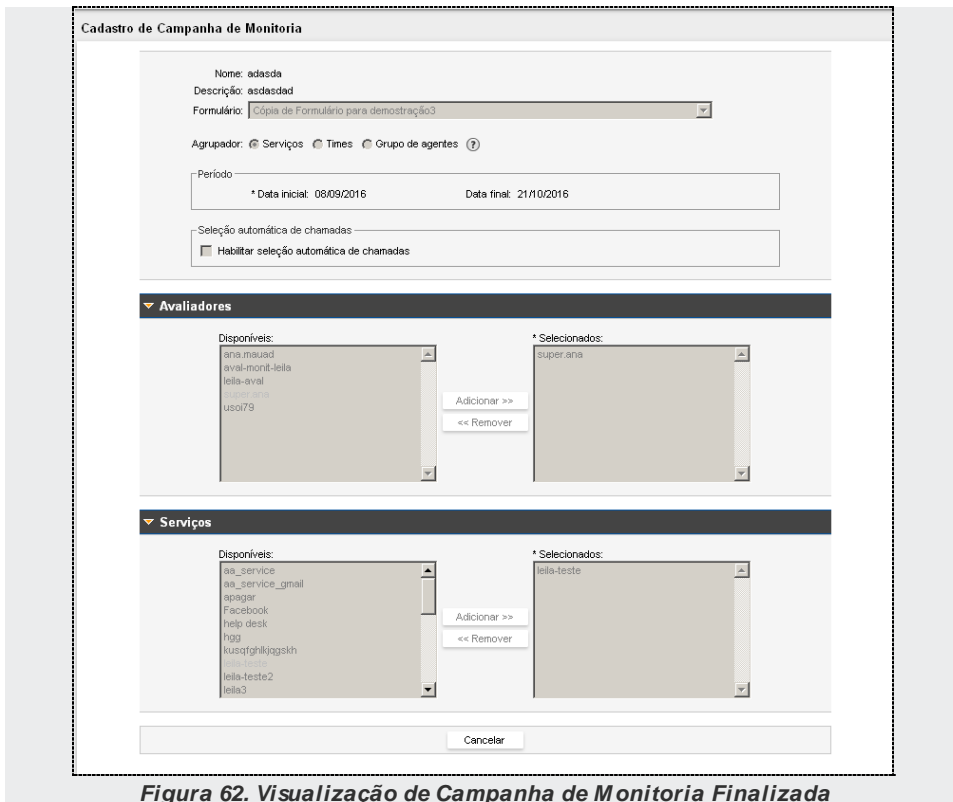 Cadastro de Campanha de Monitoria
Nome: adasda
Descrição: asdasdad
Formulário: Cópia de Formulário para demostração3
Agrupador: Serviços Times Grupo de agentes ?
Período
* Data inicial: 08/09/2016 Data final: 21/10/2016
Seleção automática de chamadas
Habilitar seleção automática de chamadas
Avaliadores
Disponíveis: * Selecionados:
ana.mauad super.ana
aval-monit-leila
leila-aval
super.ana
usoi79
Adicionar >>
<< Remover
Serviços
Disponíveis: * Selecionados:
aa_service leila-teste
aa_service_gmail
apagar
Facebook
help desk
hgg
kusqfghlkjqgskh
leila-teste
leila-teste2
leila3
Adicionar >>
<< Remover
Cancelar
Figura 62. Visualização de Campanha de Monitoria Finalizada